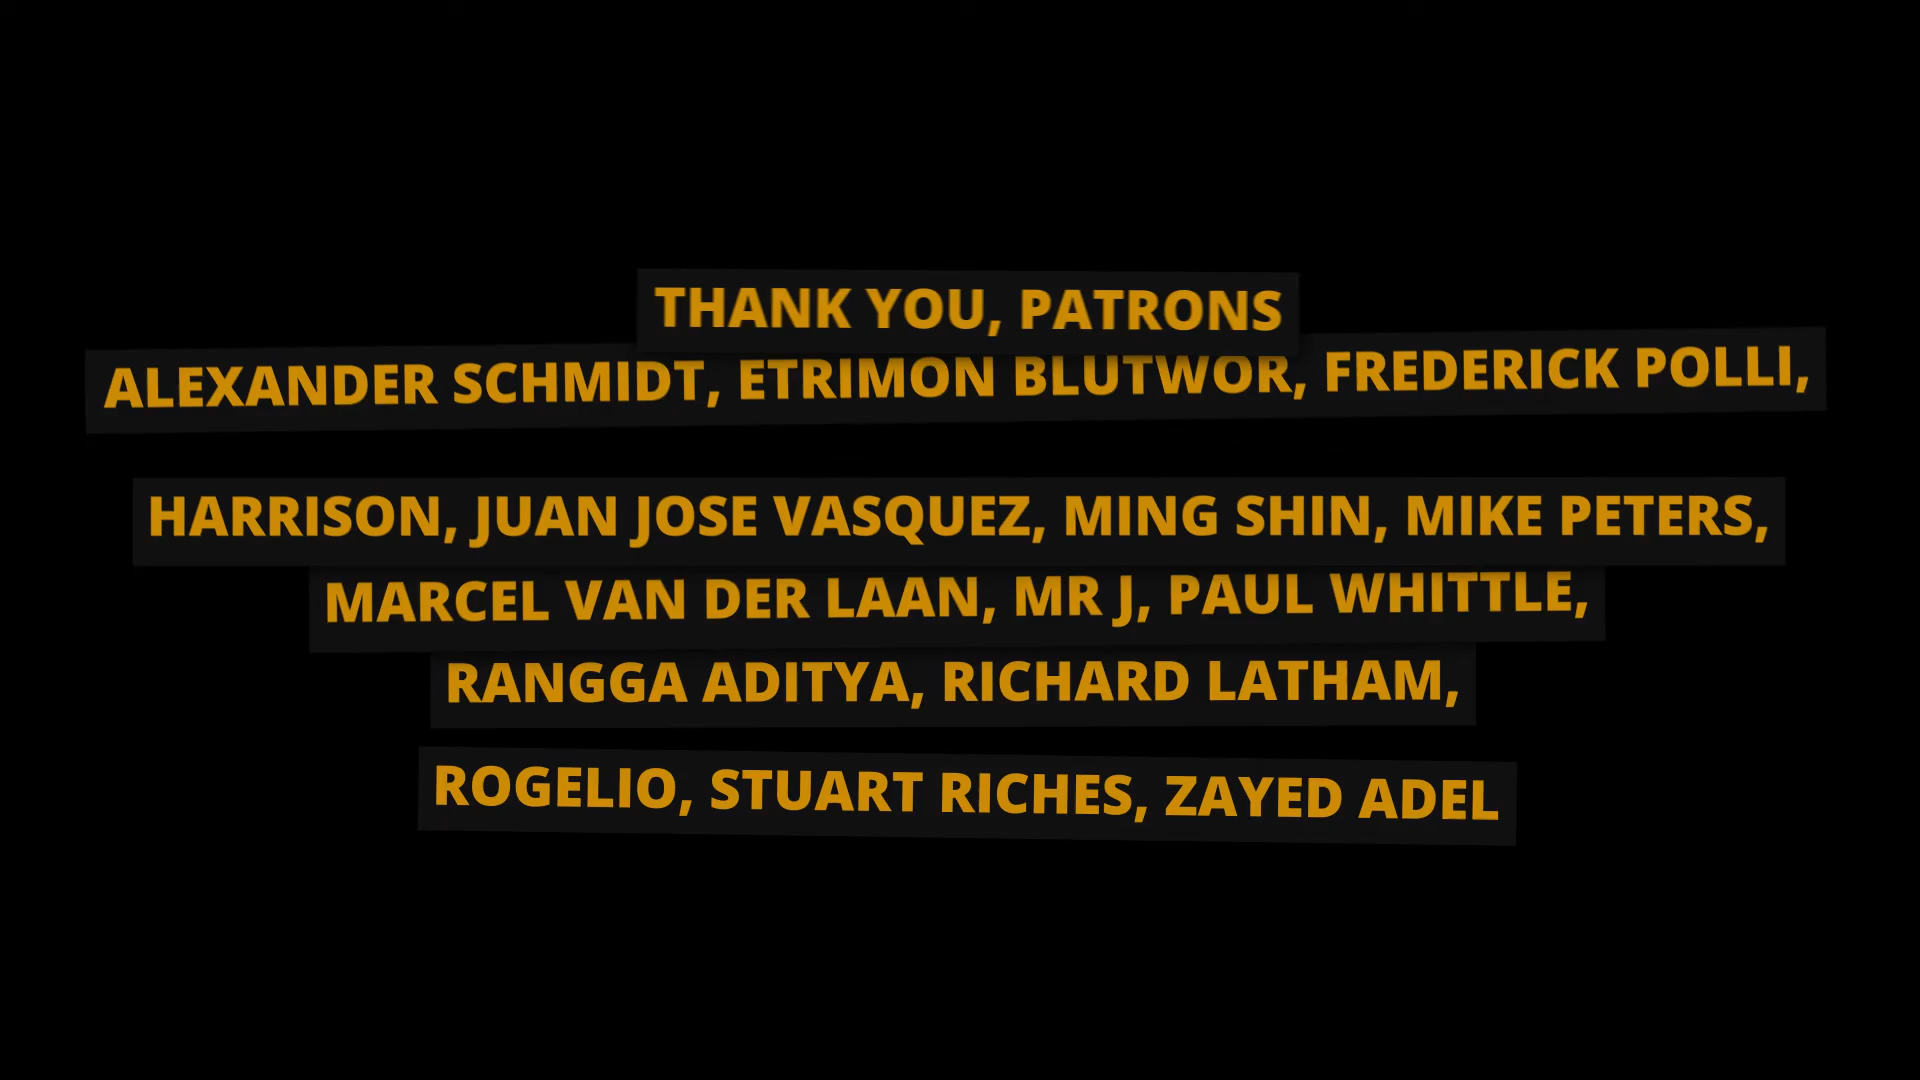 THANK YOU, PATRONS
ALEXANDER SCHMIDT, ETRIMON BLUTWOR, FREDERICK POLLI,
HARRISON, JUAN JOSE VASQUEZ, MING SHIN, MIKE PETERS,
MARCEL VAN DER LAAN, MR J, PAUL WHITTLE,
RANGGA ADITYA, RICHARD LATHAM,
ROGELIO, STUART RICHES, ZAYED ADEL